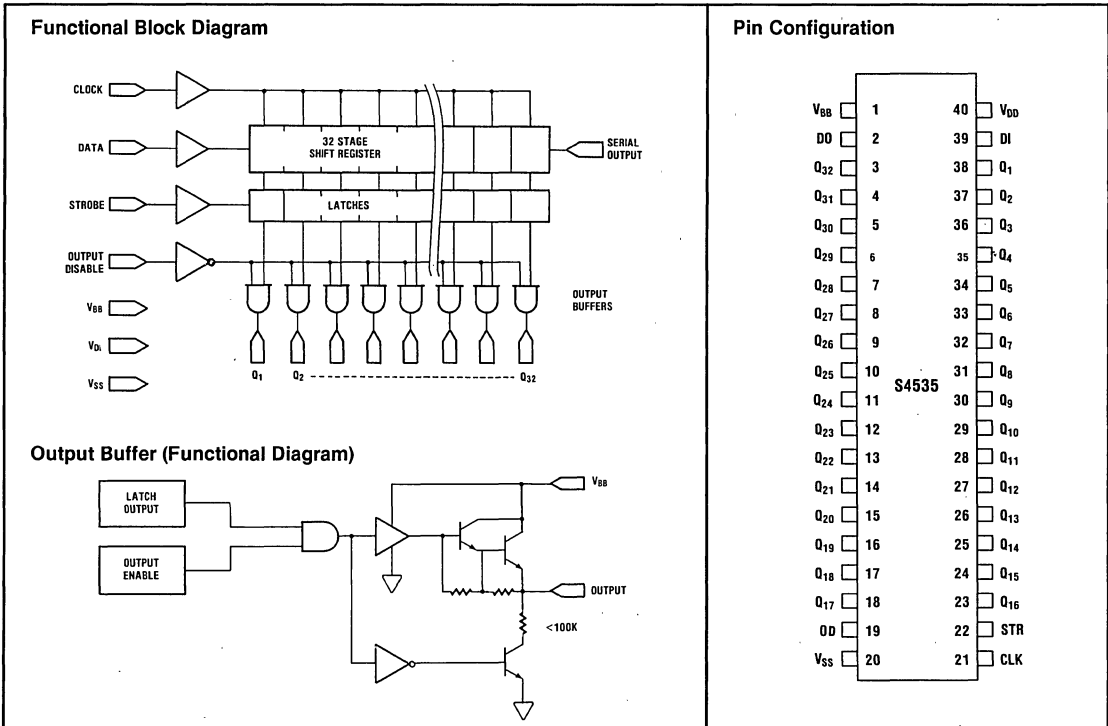 Functional Block Diagram
CLOCK
DATA
32 STAGE
SHIFT REGISTER
SERIAL
OUTPUT
STROBE
LATCHES
OUTPUT
DISABLE
OUTPUT
BUFFERS
VBB
VDi
VSS
Q1 Q2 Q32
Output Buffer (Functional Diagram)
LATCH
OUTPUT
OUTPUT
ENABLE
VBB
OUTPUT
<100K
Pin Configuration
VBB 1 40 VDD
DO 2 39 DI
Q32 3 38 Q1
Q31 4 37 Q2
Q30 5 36 Q3
Q29 6 35 Q4
Q28 7 34 Q5
Q27 8 33 Q6
Q26 9 32 Q7
Q25 10 31 Q8
S4535
Q24 11 30 Q9
Q23 12 29 Q10
Q22 13 28 Q11
Q21 14 27 Q12
Q20 15 26 Q13
Q19 16 25 Q14
Q18 17 24 Q15
Q17 18 23 Q16
OD 19 22 STR
VSS 20 21 CLK